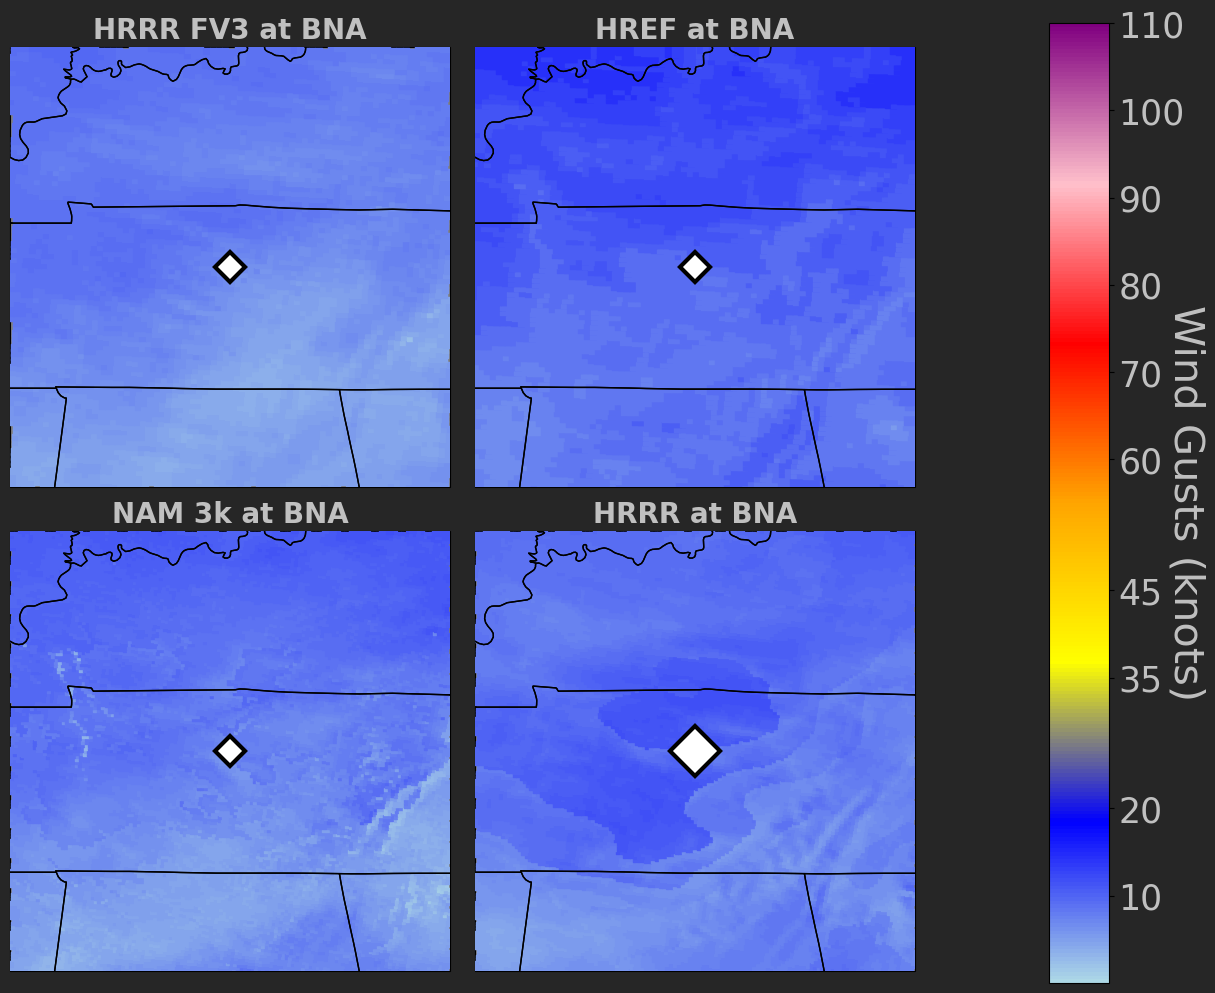 HRRR FV3 at BNA
HREF at BNA
NAM 3k at BNA
HRRR at BNA
110
100
90
80
70
60
45
35
20
10
Wind Gusts (knots)